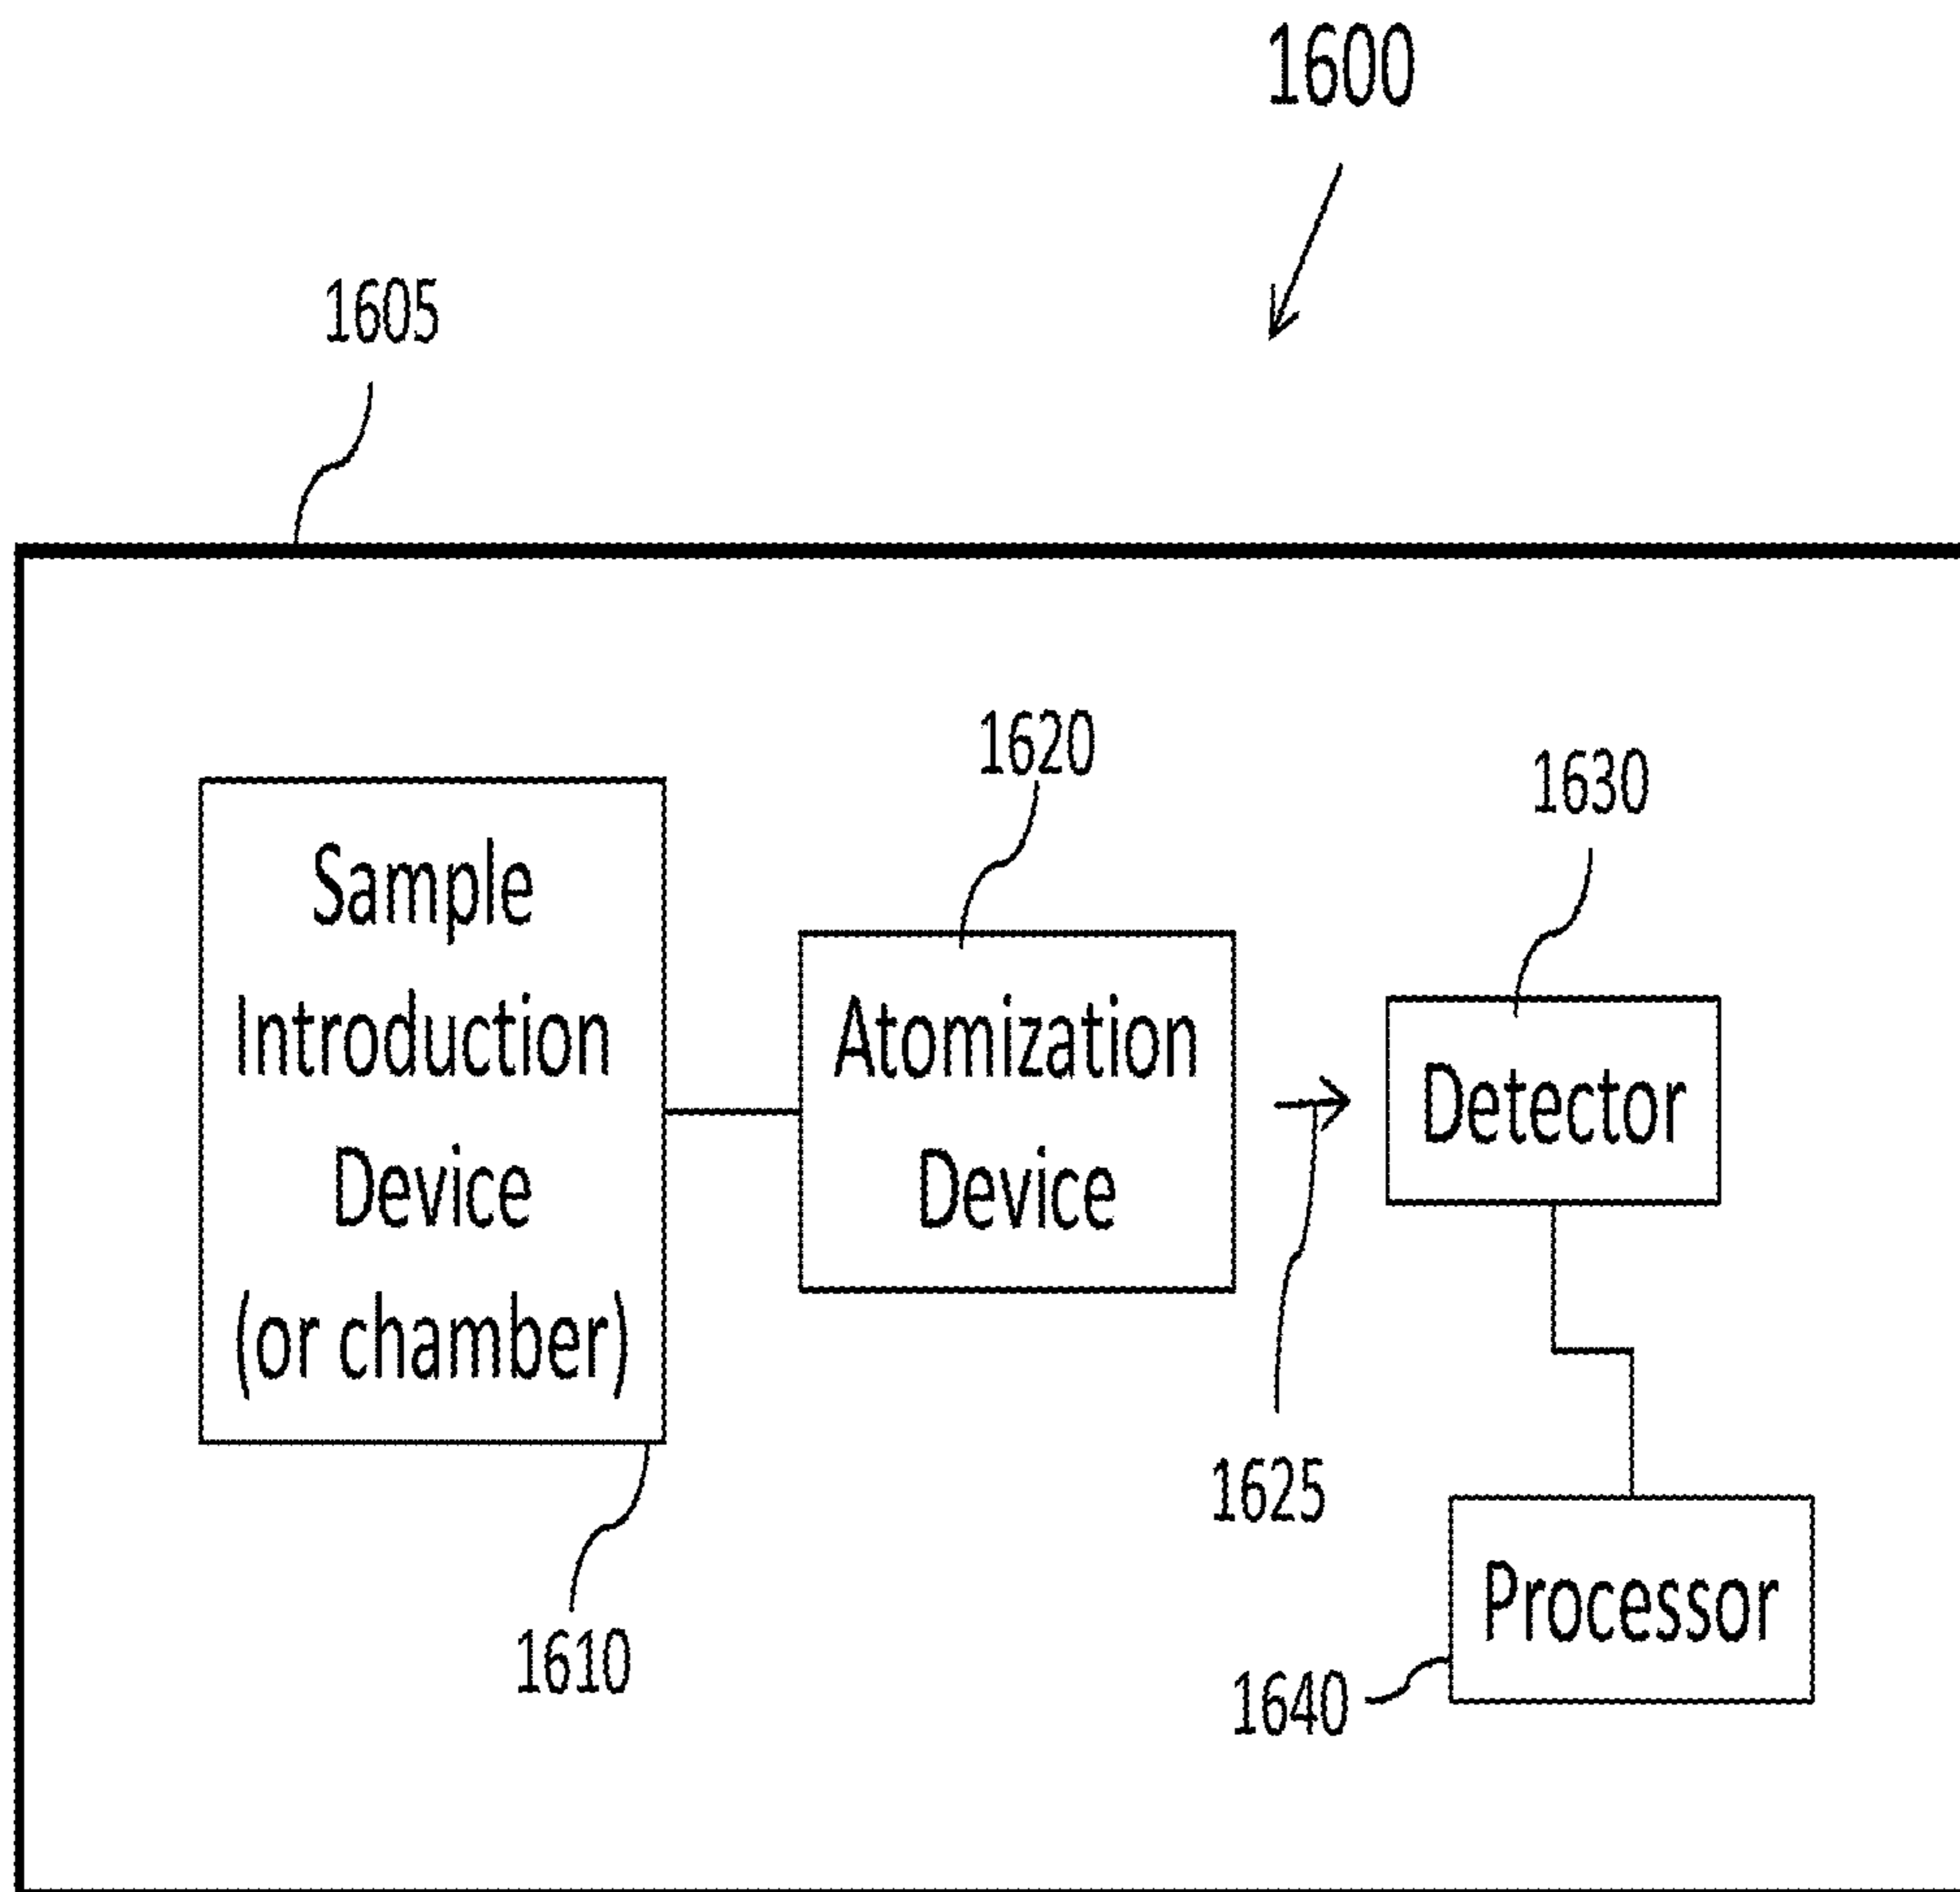 1600
1605
1620
1630
Sample
Introduction
Device
(or chamber)
Atomization
Device
Detector
1625
1610
Processor
1640